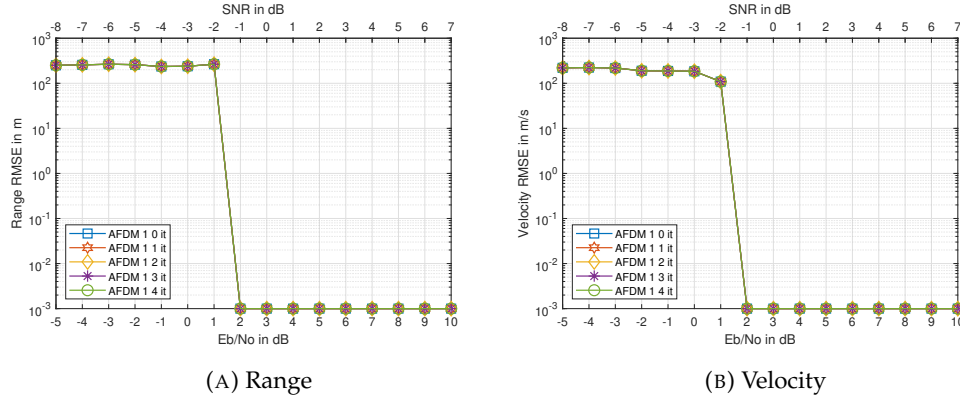 SNR in dB
-8 -7 -6 -5 -4 -3 -2 -1 0 1 2 3 4 5 6 7
10^3
10^2
10^1
10^0
10^-1
10^-2
10^-3
Range RMSE in m
AFDM 1 0 it
AFDM 1 1 it
AFDM 1 2 it
AFDM 1 3 it
AFDM 1 4 it
-5 -4 -3 -2 -1 0 1 2 3 4 5 6 7 8 9 10
Eb/No in dB
(A) Range
SNR in dB
-8 -7 -6 -5 -4 -3 -2 -1 0 1 2 3 4 5 6 7
10^3
10^2
10^1
10^0
10^-1
10^-2
10^-3
Velocity RMSE in m/s
AFDM 1 0 it
AFDM 1 1 it
AFDM 1 2 it
AFDM 1 3 it
AFDM 1 4 it
-5 -4 -3 -2 -1 0 1 2 3 4 5 6 7 8 9 10
Eb/No in dB
(B) Velocity